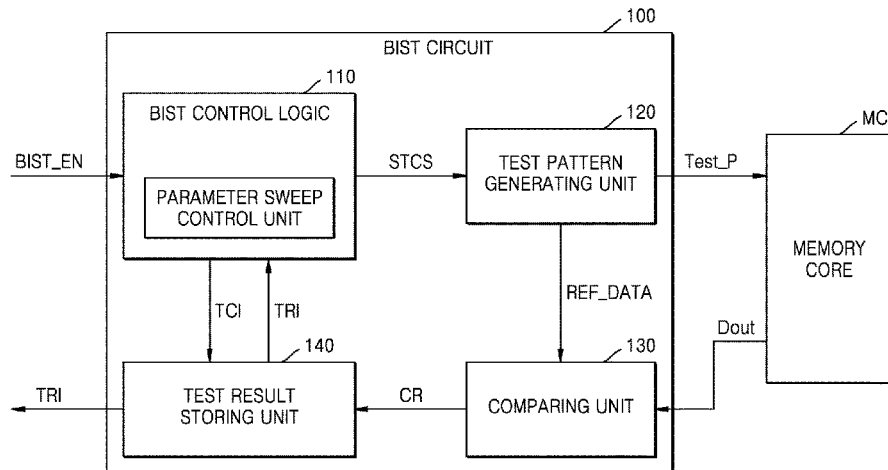 100
BIST CIRCUIT
110
BIST CONTROL LOGIC
PARAMETER SWEEP
CONTROL UNIT
BIST_EN
STCS
120
TEST PATTERN
GENERATING UNIT
Test_P
MC
MEMORY
CORE
TCI
TRI
REF_DATA
Dout
140
TEST RESULT
STORING UNIT
TRI
CR
130
COMPARING UNIT